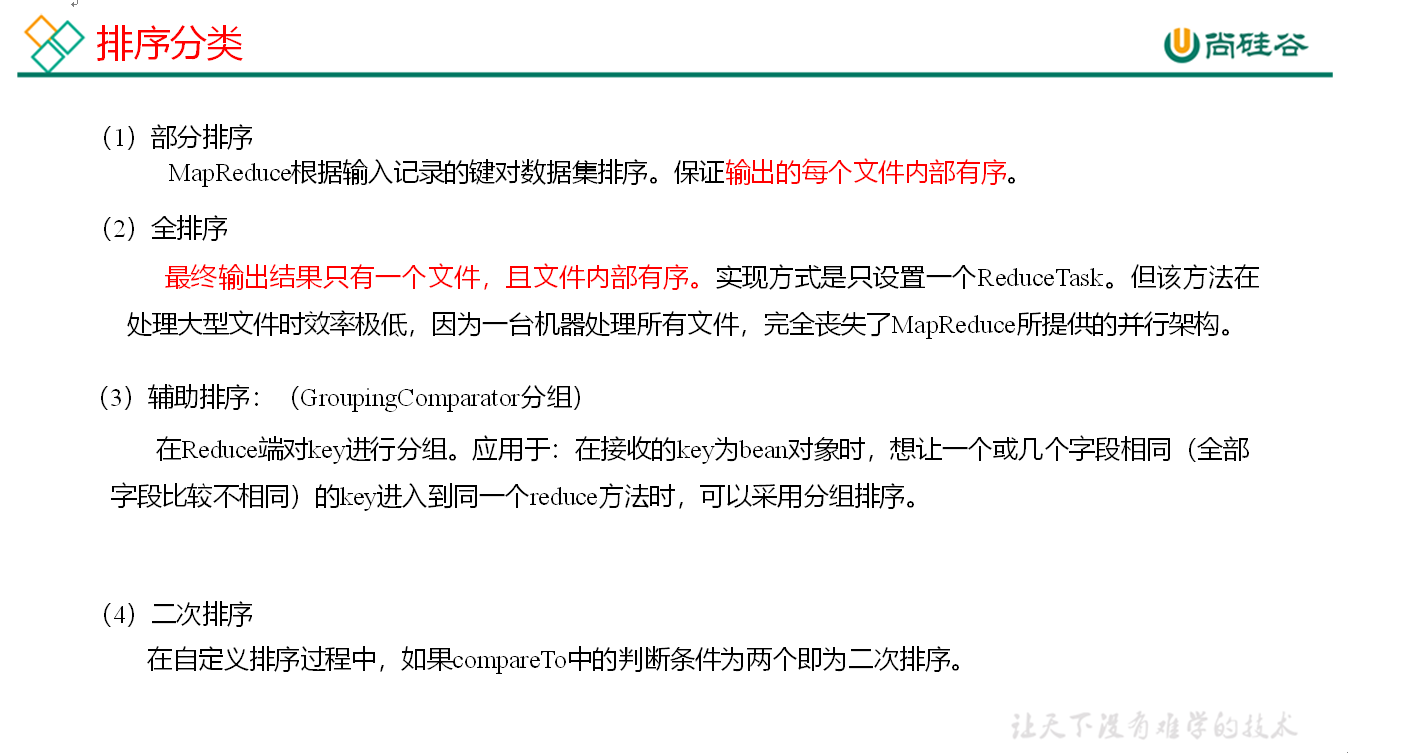 排序分类
尚硅谷
（1）部分排序
MapReduce根据输入记录的键对数据集排序。保证输出的每个文件内部有序。
（2）全排序
最终输出结果只有一个文件，且文件内部有序。实现方式是只设置一个ReduceTask。但该方法在
处理大型文件时效率极低，因为一台机器处理所有文件，完全丧失了MapReduce所提供的并行架构。
（3）辅助排序：（GroupingComparator分组）
在Reduce端对key进行分组。应用于：在接收的key为bean对象时，想让一个或几个字段相同（全部
字段比较不相同）的key进入到同一个reduce方法时，可以采用分组排序。
（4）二次排序
在自定义排序过程中，如果compareTo中的判断条件为两个即为二次排序。
让天下没有难学的技术